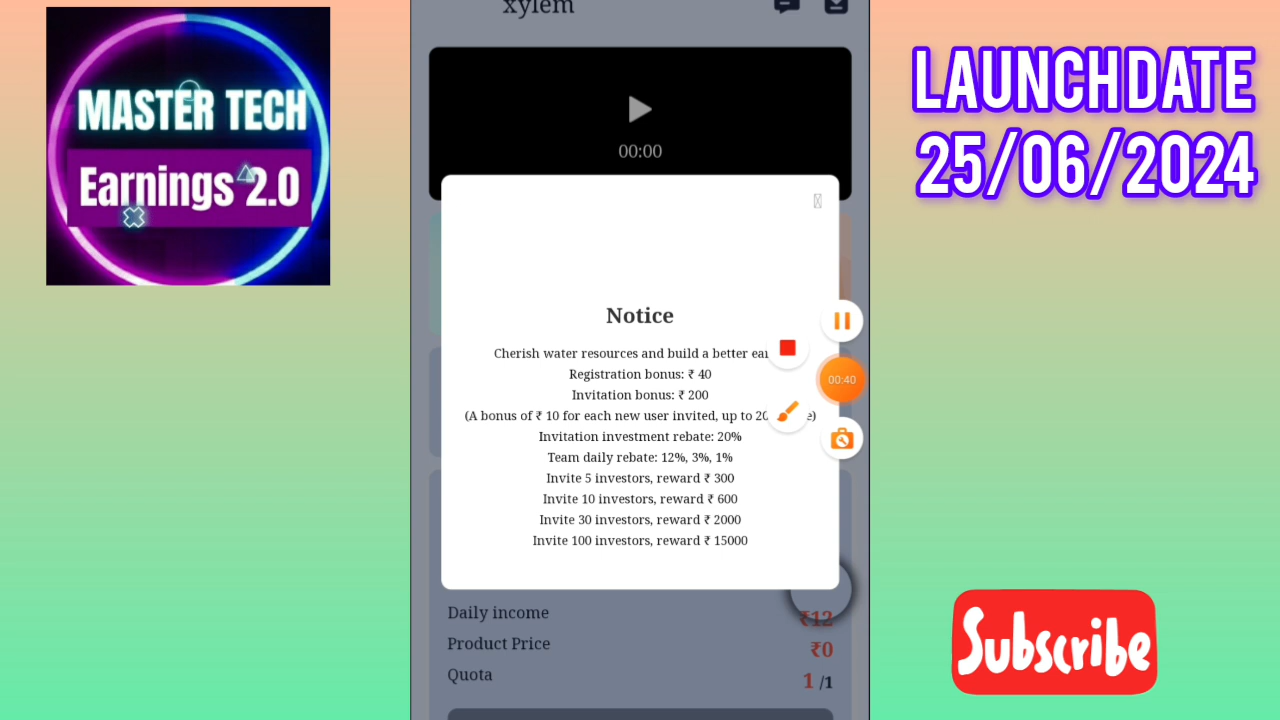 MASTER TECH
Earnings 2.0
xylem
00:00
Notice
Cherish water resources and build a better
Registration bonus: ₹ 40
Invitation bonus: ₹ 200
(A bonus of ₹ 10 for each new user invited, up to
Invitation investment rebate: 20%
Team daily rebate: 12%, 3%, 1%
Invite 5 investors, reward ₹ 300
Invite 10 investors, reward ₹ 600
Invite 30 investors, reward ₹ 2000
Invite 100 investors, reward ₹ 15000
00:40
Daily income ₹12
Product Price ₹0
Quota 1 /1
LAUNCHDATE
25/06/2024
Subscribe